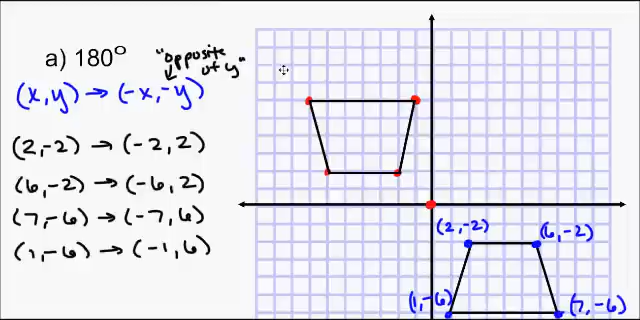 a) 180°
"opposite of y"
(x,y) → (-x,-y)
(2,-2) → (-2,2)
(6,-2) → (-6,2)
(7,-6) → (-7,6)
(1,-6) → (-1,6)
(2,-2)
(6,-2)
(1,-6)
(7,-6)